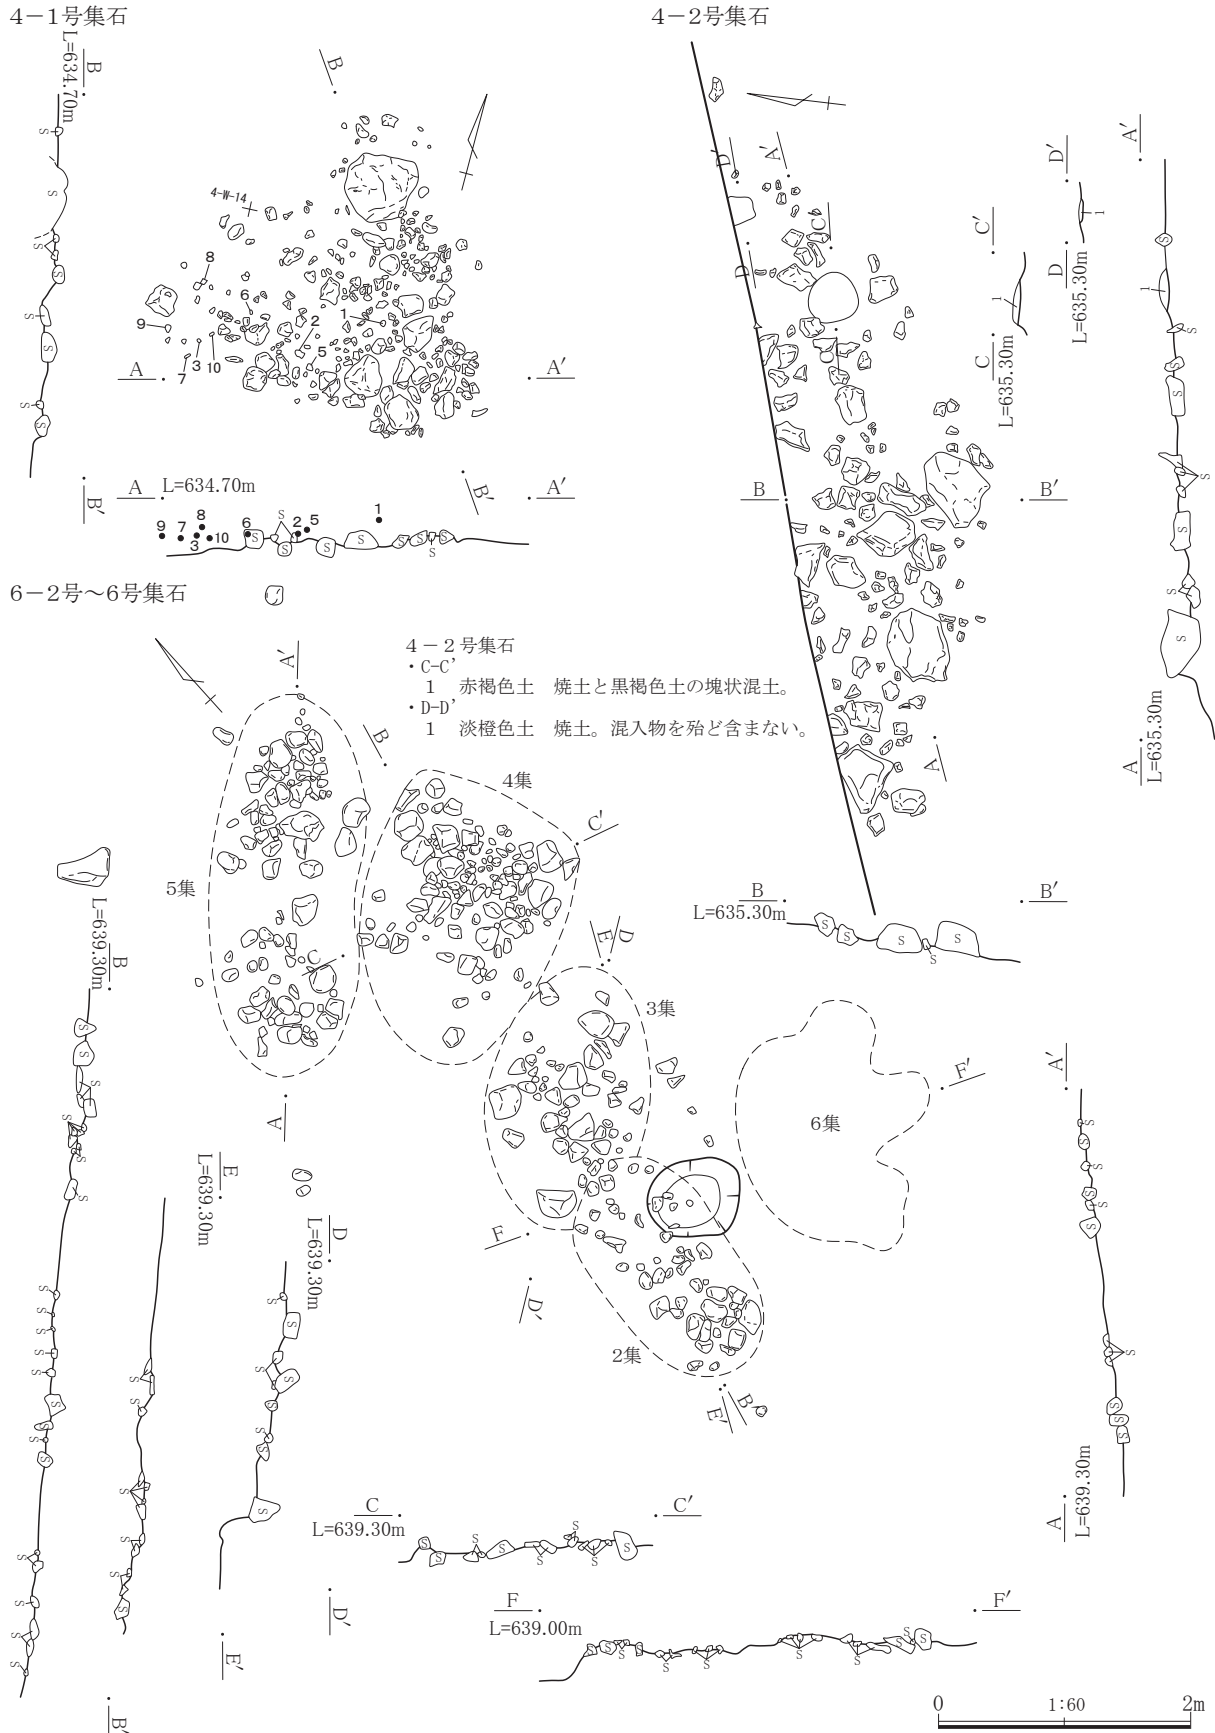 4−1号集石
4−2号集石
B
L=634.70m
B
4-W-14
8
6
9
1
2
5
7
3
10
A
A′
B′
B′
A
L=634.70m
A′
9
7
8
3
10
6
S
2
5
1
D′
A′
C′
D
C
B
B′
A
D′
D
L=635.30m
C′
C
L=635.30m
A′
A
L=635.30m
B
L=635.30m
B′
6−2号～6号集石
4−2号集石
・C-C’
1　赤褐色土　焼土と黒褐色土の塊状混土。
・D-D’
1　淡橙色土　焼土。混入物を殆ど含まない。
A′
B
4集
C′
5集
C
E
D
3集
6集
F′
A
F
D′
2集
E′
B′
B
L=639.30m
B′
E
L=639.30m
E′
D
L=639.30m
D′
A′
A
L=639.30m
C
L=639.30m
C′
F
L=639.00m
F′
0
1:60
2m